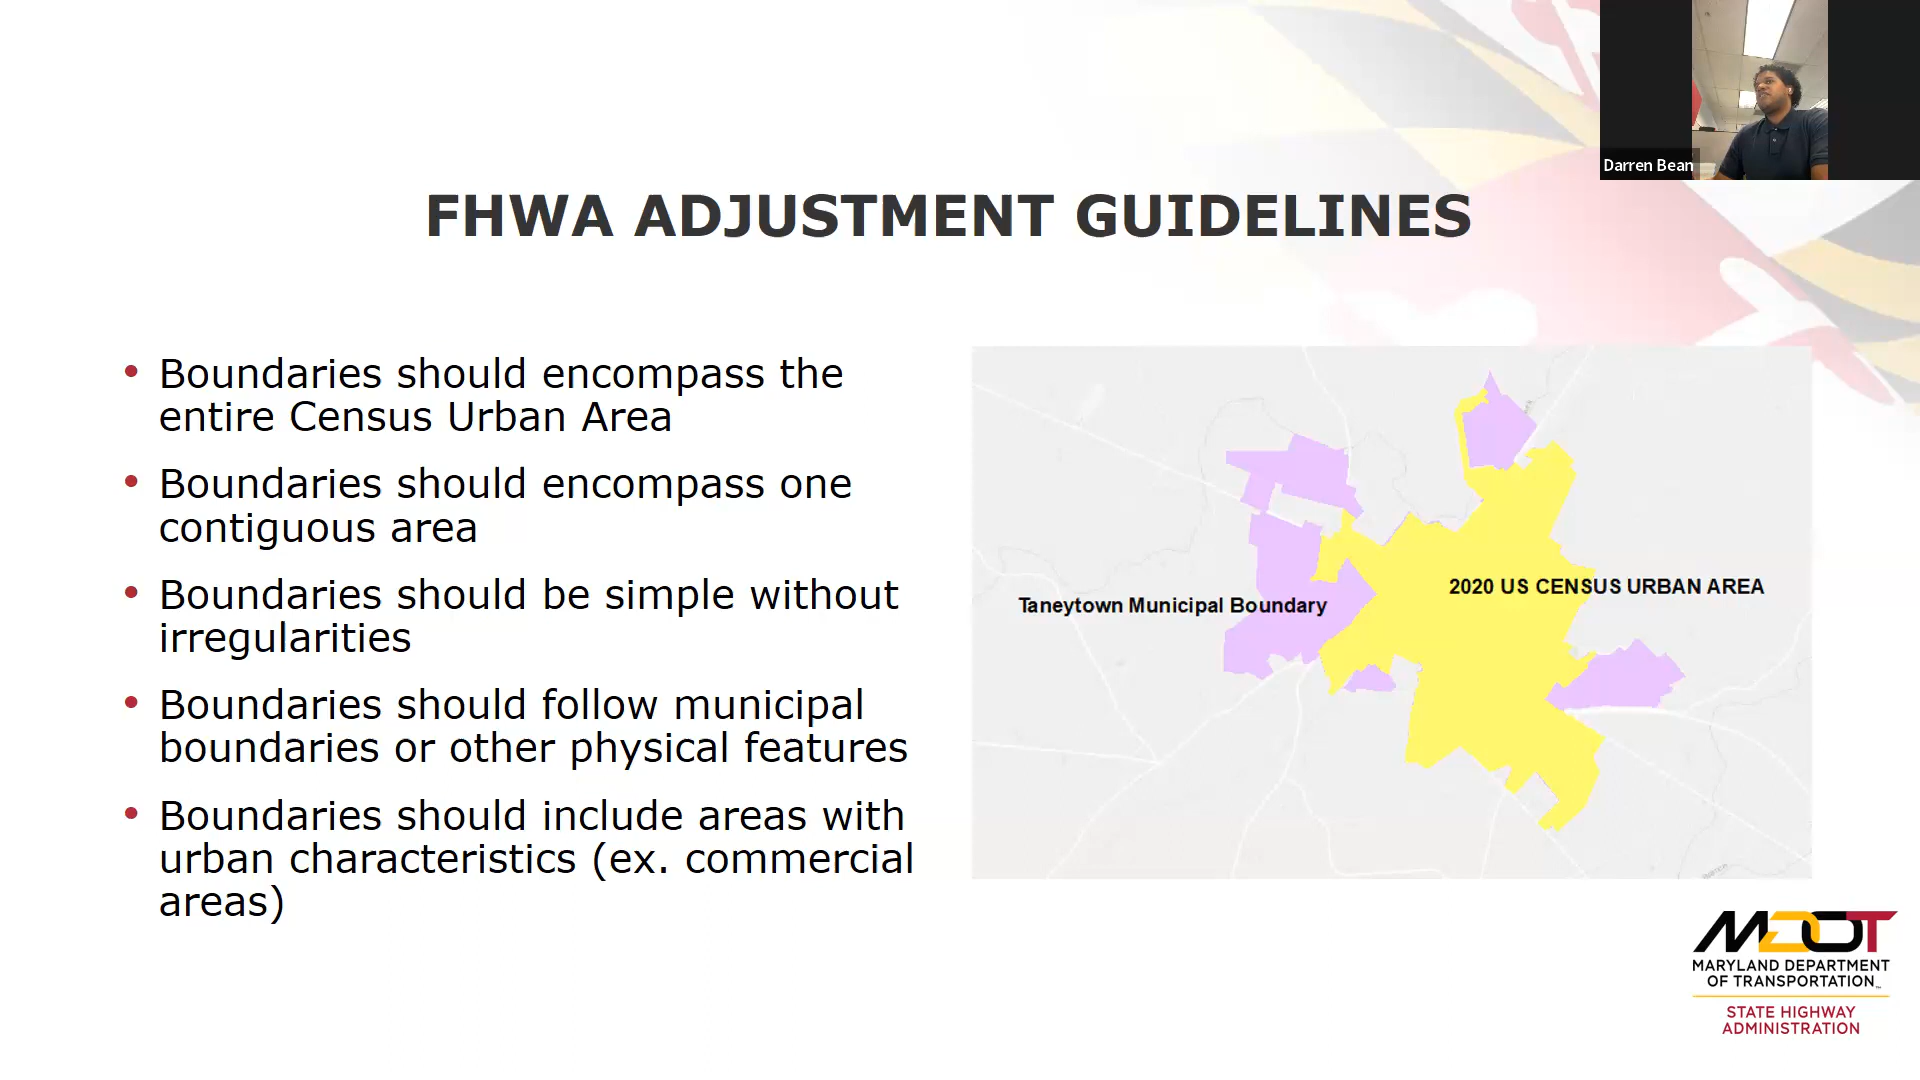 Darren Bean
FHWA ADJUSTMENT GUIDELINES
• Boundaries should encompass the
entire Census Urban Area
• Boundaries should encompass one
contiguous area
• Boundaries should be simple without
irregularities
• Boundaries should follow municipal
boundaries or other physical features
• Boundaries should include areas with
urban characteristics (ex. commercial
areas)
Taneytown Municipal Boundary
2020 US CENSUS URBAN AREA
MDOT
MARYLAND DEPARTMENT
OF TRANSPORTATION™
STATE HIGHWAY
ADMINISTRATION